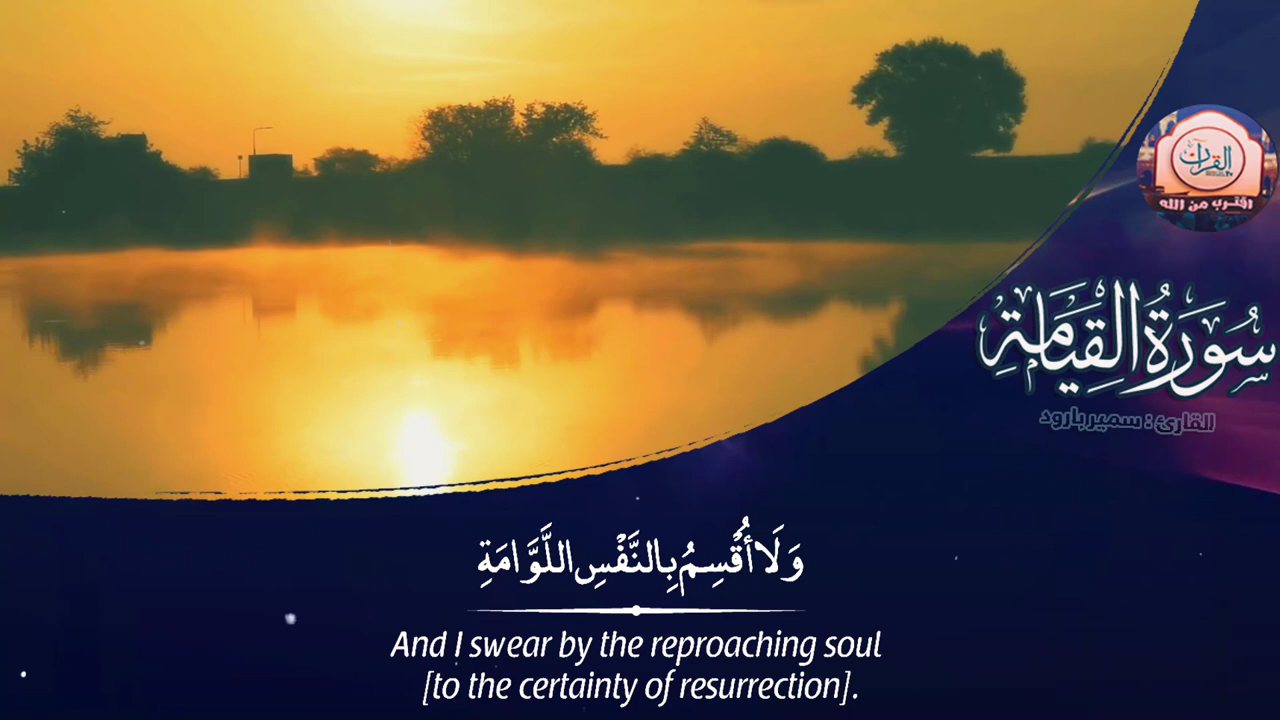 القرآن
اقترب من الله
سُورَةُ الْقِيَامَةِ
القارئ : سمير بارود
وَلَا أُقْسِمُ بِالنَّفْسِ اللَّوَّامَةِ
And I swear by the reproaching soul
[to the certainty of resurrection].